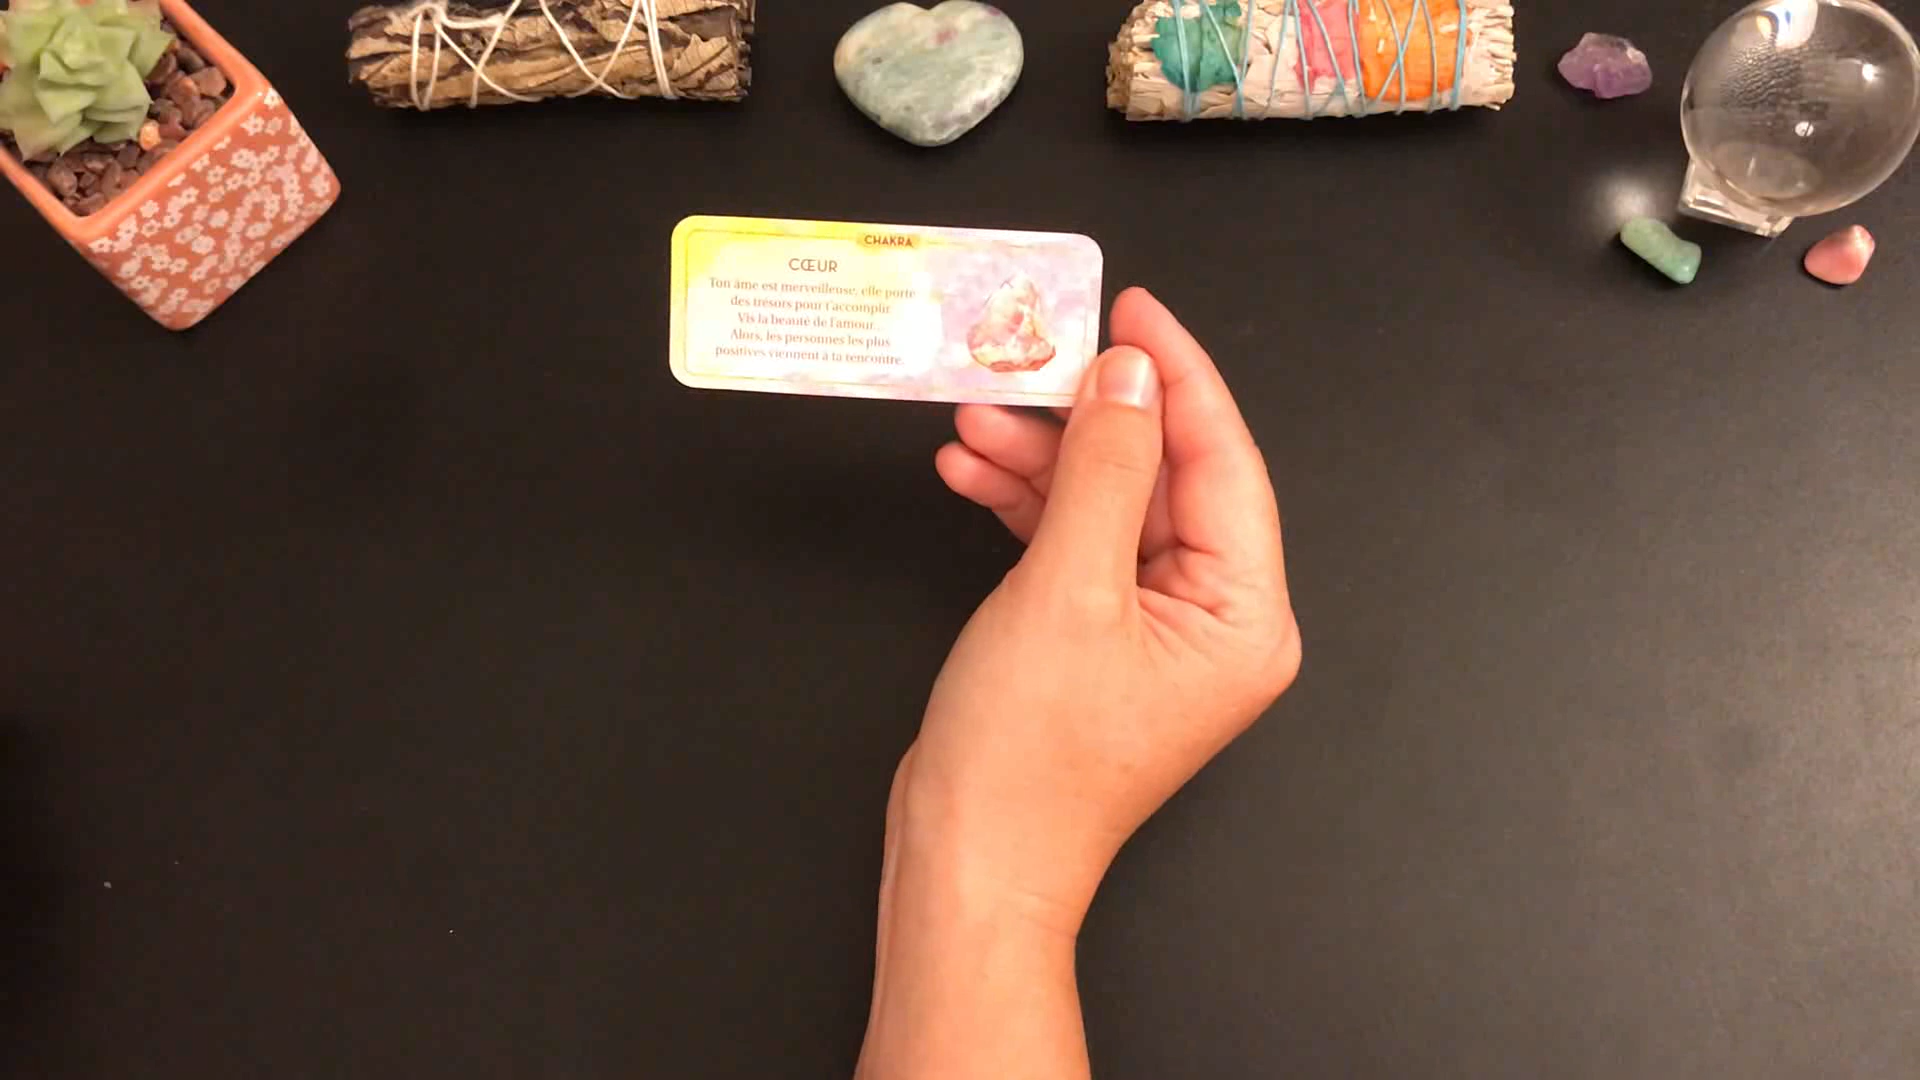 CHAKRA
CŒUR
Ton âme est merveilleuse, elle porte
des trésors pour t'accomplir.
Vis la beauté de l'amour...
Alors, les personnes les plus
positives viennent à ta rencontre.